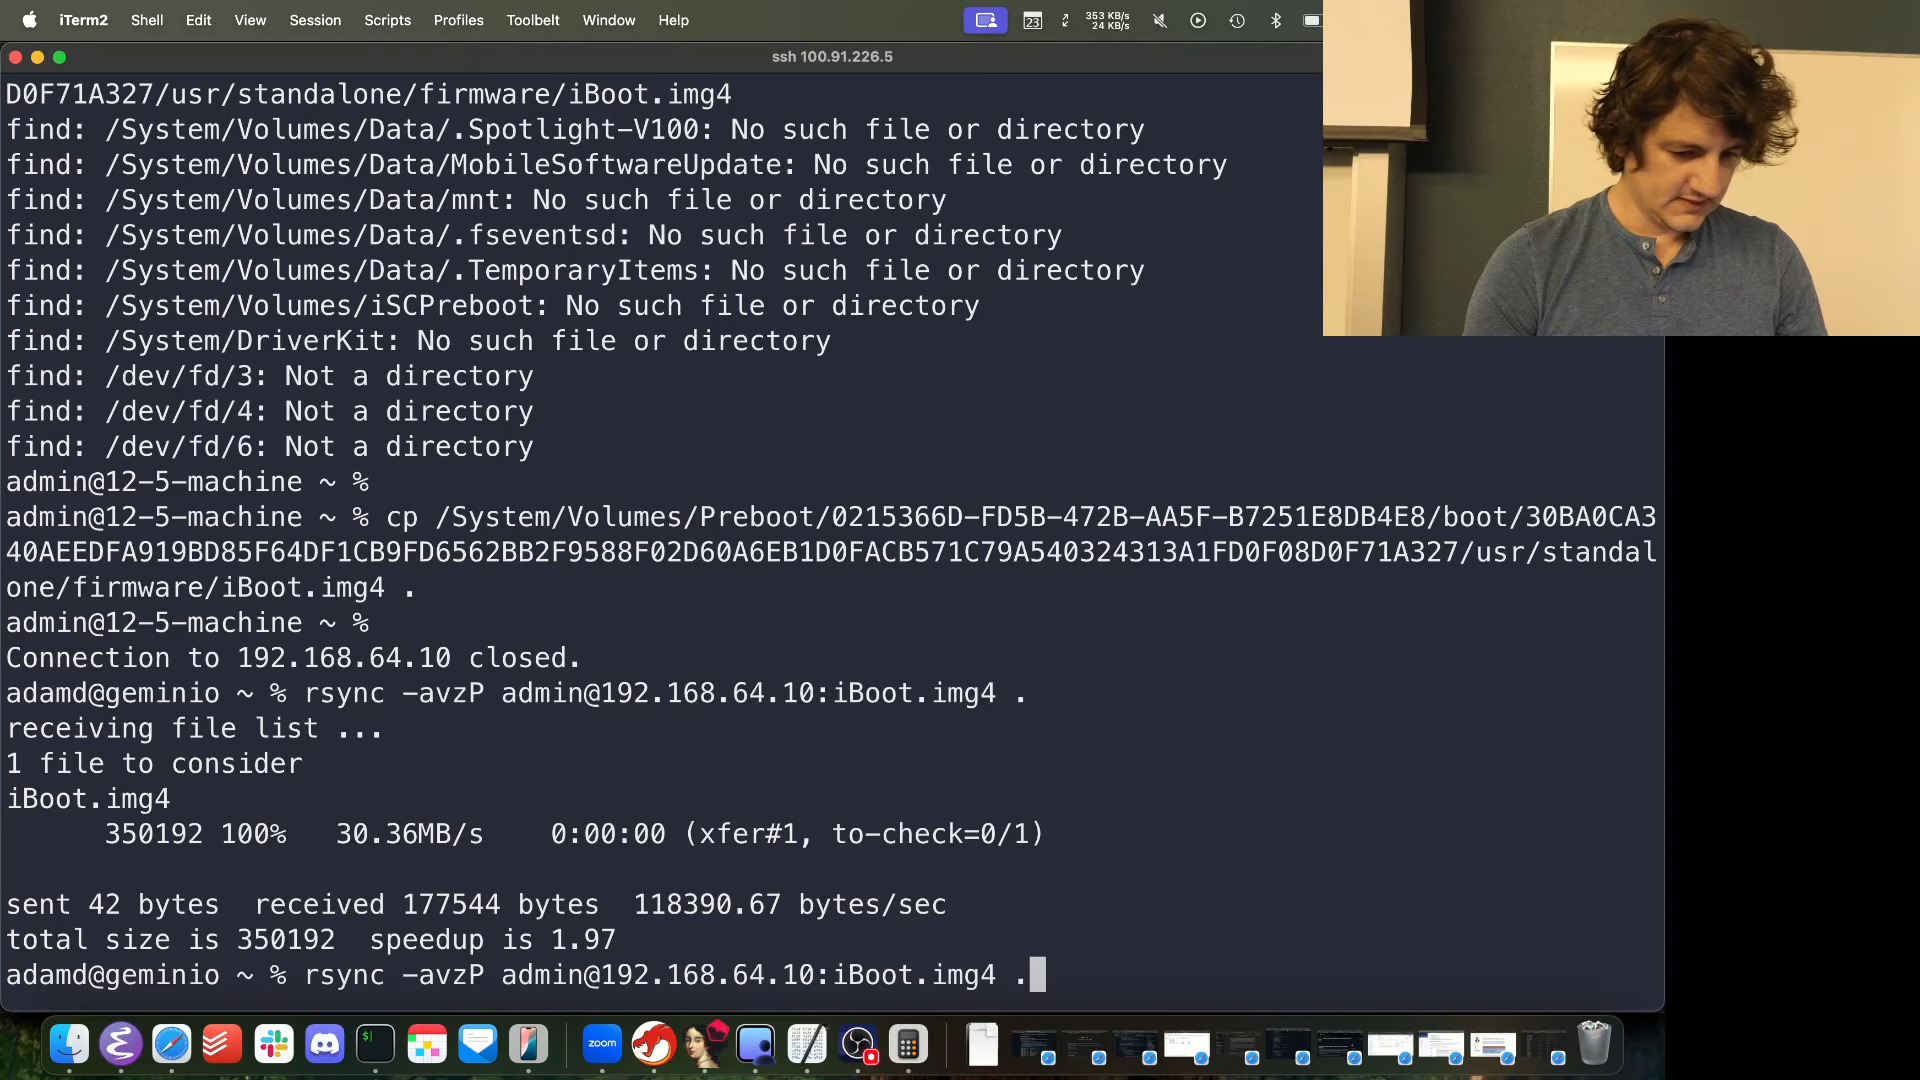 iTerm2 Shell Edit View Session Scripts Profiles Toolbelt Window Help 23 353 KB/s
24 KB/s
ssh 100.91.226.5
D0F71A327/usr/standalone/firmware/iBoot.img4
find: /System/Volumes/Data/.Spotlight-V100: No such file or directory
find: /System/Volumes/Data/MobileSoftwareUpdate: No such file or directory
find: /System/Volumes/Data/mnt: No such file or directory
find: /System/Volumes/Data/.fseventsd: No such file or directory
find: /System/Volumes/Data/.TemporaryItems: No such file or directory
find: /System/Volumes/iSCPreboot: No such file or directory
find: /System/DriverKit: No such file or directory
find: /dev/fd/3: Not a directory
find: /dev/fd/4: Not a directory
find: /dev/fd/6: Not a directory
admin@12-5-machine ~ %
admin@12-5-machine ~ % cp /System/Volumes/Preboot/0215366D-FD5B-472B-AA5F-B7251E8DB4E8/boot/30BA0CA3
40AEEDFA919BD85F64DF1CB9FD6562BB2F9588F02D60A6EB1D0FACB571C79A540324313A1FD0F08D0F71A327/usr/standal
one/firmware/iBoot.img4 .
admin@12-5-machine ~ %
Connection to 192.168.64.10 closed.
adamd@geminio ~ % rsync -avzP admin@192.168.64.10:iBoot.img4 .
receiving file list ...
1 file to consider
iBoot.img4
350192 100% 30.36MB/s 0:00:00 (xfer#1, to-check=0/1)
sent 42 bytes received 177544 bytes 118390.67 bytes/sec
total size is 350192 speedup is 1.97
adamd@geminio ~ % rsync -avzP admin@192.168.64.10:iBoot.img4 .
$
zoom